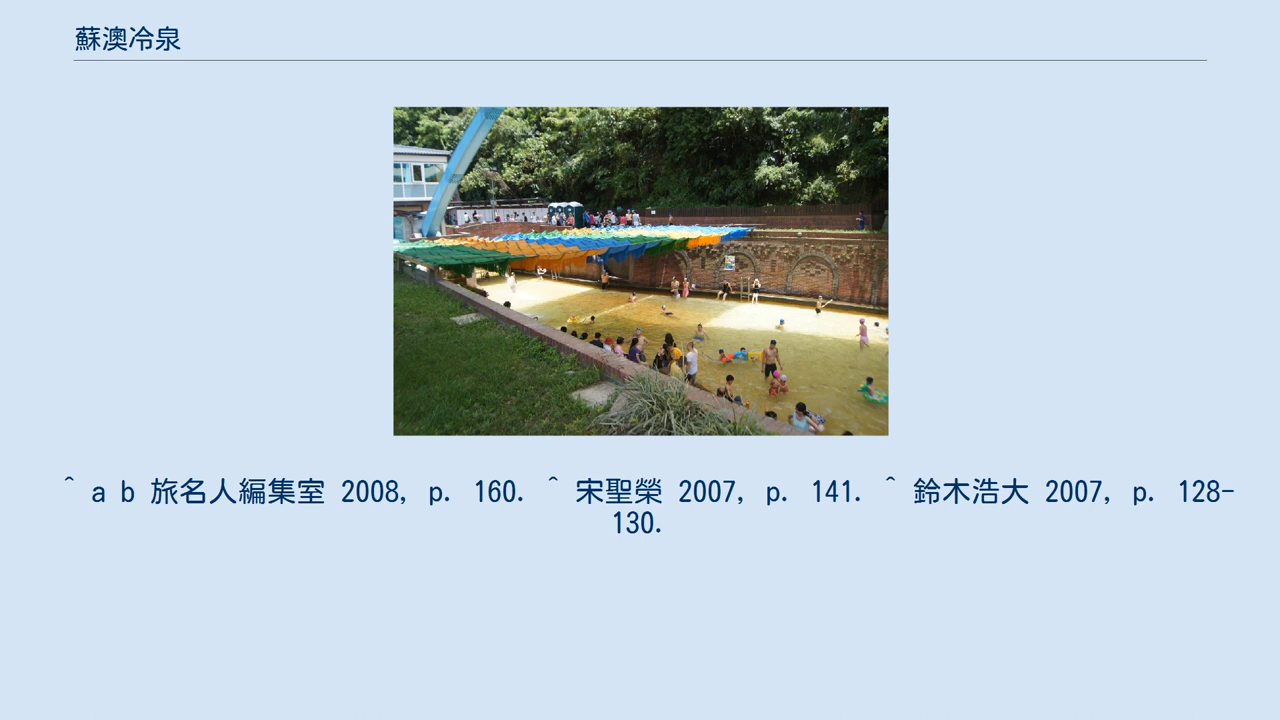 蘇澳冷泉
^ a b 旅名人編集室 2008, p. 160. ^ 宋聖榮 2007, p. 141. ^ 鈴木浩大 2007, p. 128-
130.